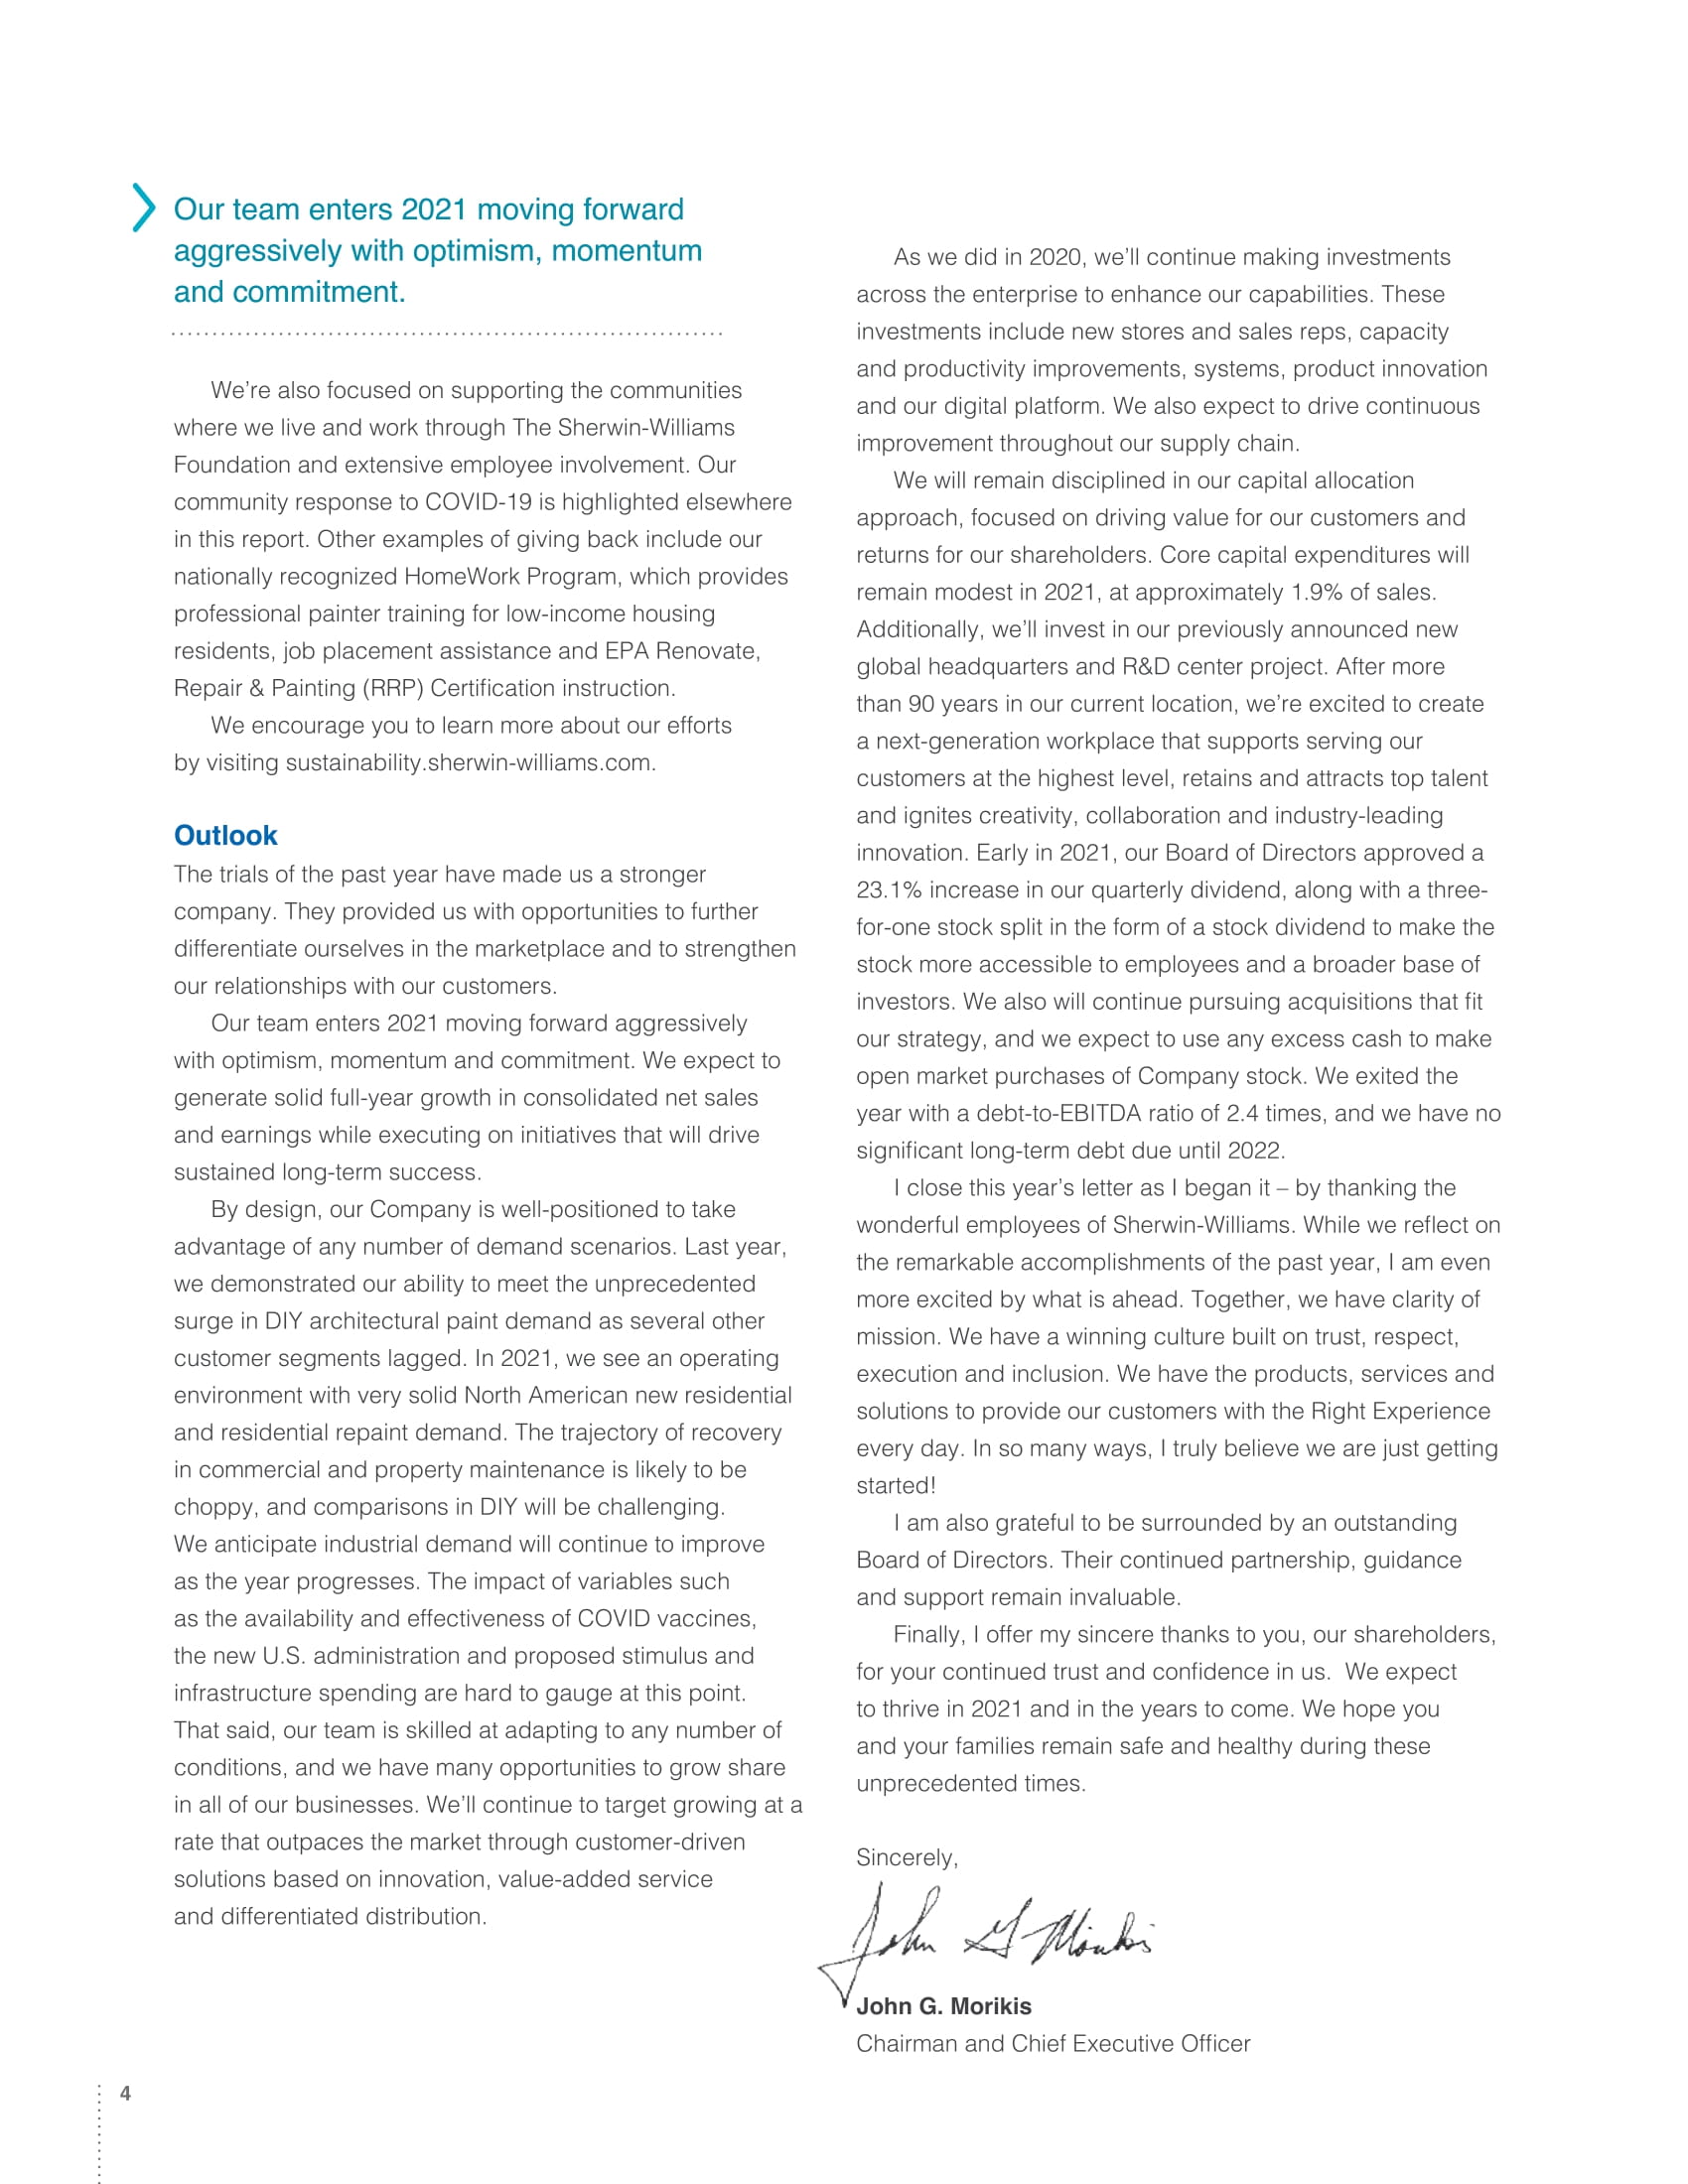 Our team enters 2021 moving forward
aggressively with optimism, momentum
and commitment.
We're also focused on supporting the communities
where we live and work through The Sherwin-Williams
Foundation and extensive employee involvement. Our
community response to COVID-19 is highlighted elsewhere
in this report. Other examples of giving back include our
nationally recognized HomeWork Program, which provides
professional painter training for low-income housing
residents, job placement assistance and EPA Renovate,
Repair & Painting (RRP) Certification instruction.
We encourage you to learn more about our efforts
by visiting sustainability.sherwin-williams.com.
Outlook
The trials of the past year have made us a stronger
company. They provided us with opportunities to further
differentiate ourselves in the marketplace and to strengthen
our relationships with our customers.
Our team enters 2021 moving forward aggressively
with optimism, momentum and commitment. We expect to
generate solid full-year growth in consolidated net sales
and earnings while executing on initiatives that will drive
sustained long-term success.
By design, our Company is well-positioned to take
advantage of any number of demand scenarios. Last year,
we demonstrated our ability to meet the unprecedented
surge in DIY architectural paint demand as several other
customer segments lagged. In 2021, we see an operating
environment with very solid North American new residential
and residential repaint demand. The trajectory of recovery
in commercial and property maintenance is likely to be
choppy, and comparisons in DIY will be challenging.
We anticipate industrial demand will continue to improve
as the year progresses. The impact of variables such
as the availability and effectiveness of COVID vaccines,
the new U.S. administration and proposed stimulus and
infrastructure spending are hard to gauge at this point.
That said, our team is skilled at adapting to any number of
conditions, and we have many opportunities to grow share
in all of our businesses. We'll continue to target growing at a
rate that outpaces the market through customer-driven
solutions based on innovation, value-added service
and differentiated distribution.
As we did in 2020, we'll continue making investments
across the enterprise to enhance our capabilities. These
investments include new stores and sales reps, capacity
and productivity improvements, systems, product innovation
and our digital platform. We also expect to drive continuous
improvement throughout our supply chain.
We will remain disciplined in our capital allocation
approach, focused on driving value for our customers and
returns for our shareholders. Core capital expenditures will
remain modest in 2021, at approximately 1.9% of sales.
Additionally, we'll invest in our previously announced new
global headquarters and R&D center project. After more
than 90 years in our current location, we're excited to create
a next-generation workplace that supports serving our
customers at the highest level, retains and attracts top talent
and ignites creativity, collaboration and industry-leading
innovation. Early in 2021, our Board of Directors approved a
23.1% increase in our quarterly dividend, along with a three-
for-one stock split in the form of a stock dividend to make the
stock more accessible to employees and a broader base of
investors. We also will continue pursuing acquisitions that fit
our strategy, and we expect to use any excess cash to make
open market purchases of Company stock. We exited the
year with a debt-to-EBITDA ratio of 2.4 times, and we have no
significant long-term debt due until 2022.
I close this year's letter as I began it – by thanking the
wonderful employees of Sherwin-Williams. While we reflect on
the remarkable accomplishments of the past year, I am even
more excited by what is ahead. Together, we have clarity of
mission. We have a winning culture built on trust, respect,
execution and inclusion. We have the products, services and
solutions to provide our customers with the Right Experience
every day. In so many ways, I truly believe we are just getting
started!
I am also grateful to be surrounded by an outstanding
Board of Directors. Their continued partnership, guidance
and support remain invaluable.
Finally, I offer my sincere thanks to you, our shareholders,
for your continued trust and confidence in us.  We expect
to thrive in 2021 and in the years to come. We hope you
and your families remain safe and healthy during these
unprecedented times.
Sincerely,
John G Morikis
John G. Morikis
Chairman and Chief Executive Officer
4